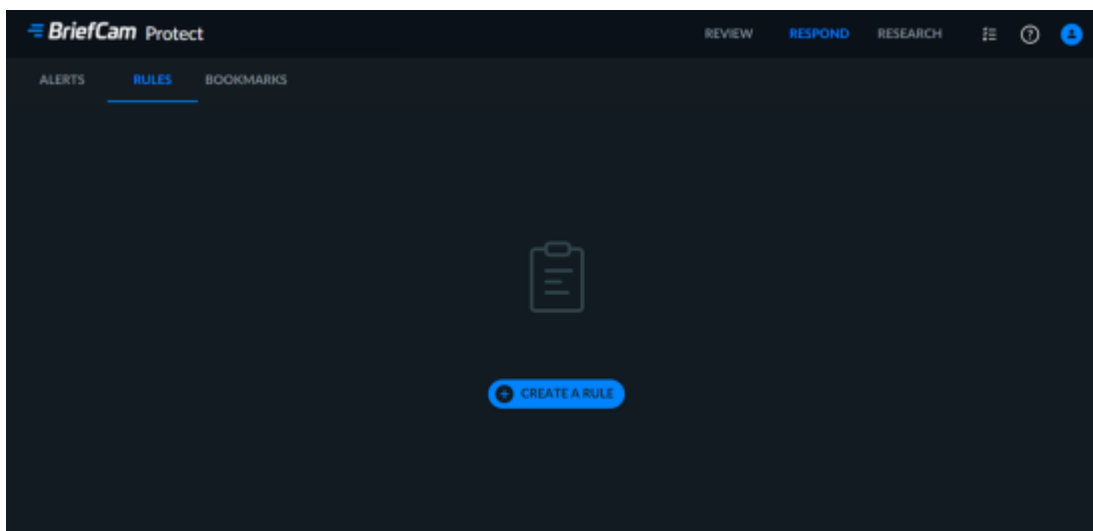 BriefCam Protect
REVIEW RESPOND RESEARCH ?
ALERTS RULES BOOKMARKS
CREATE A RULE